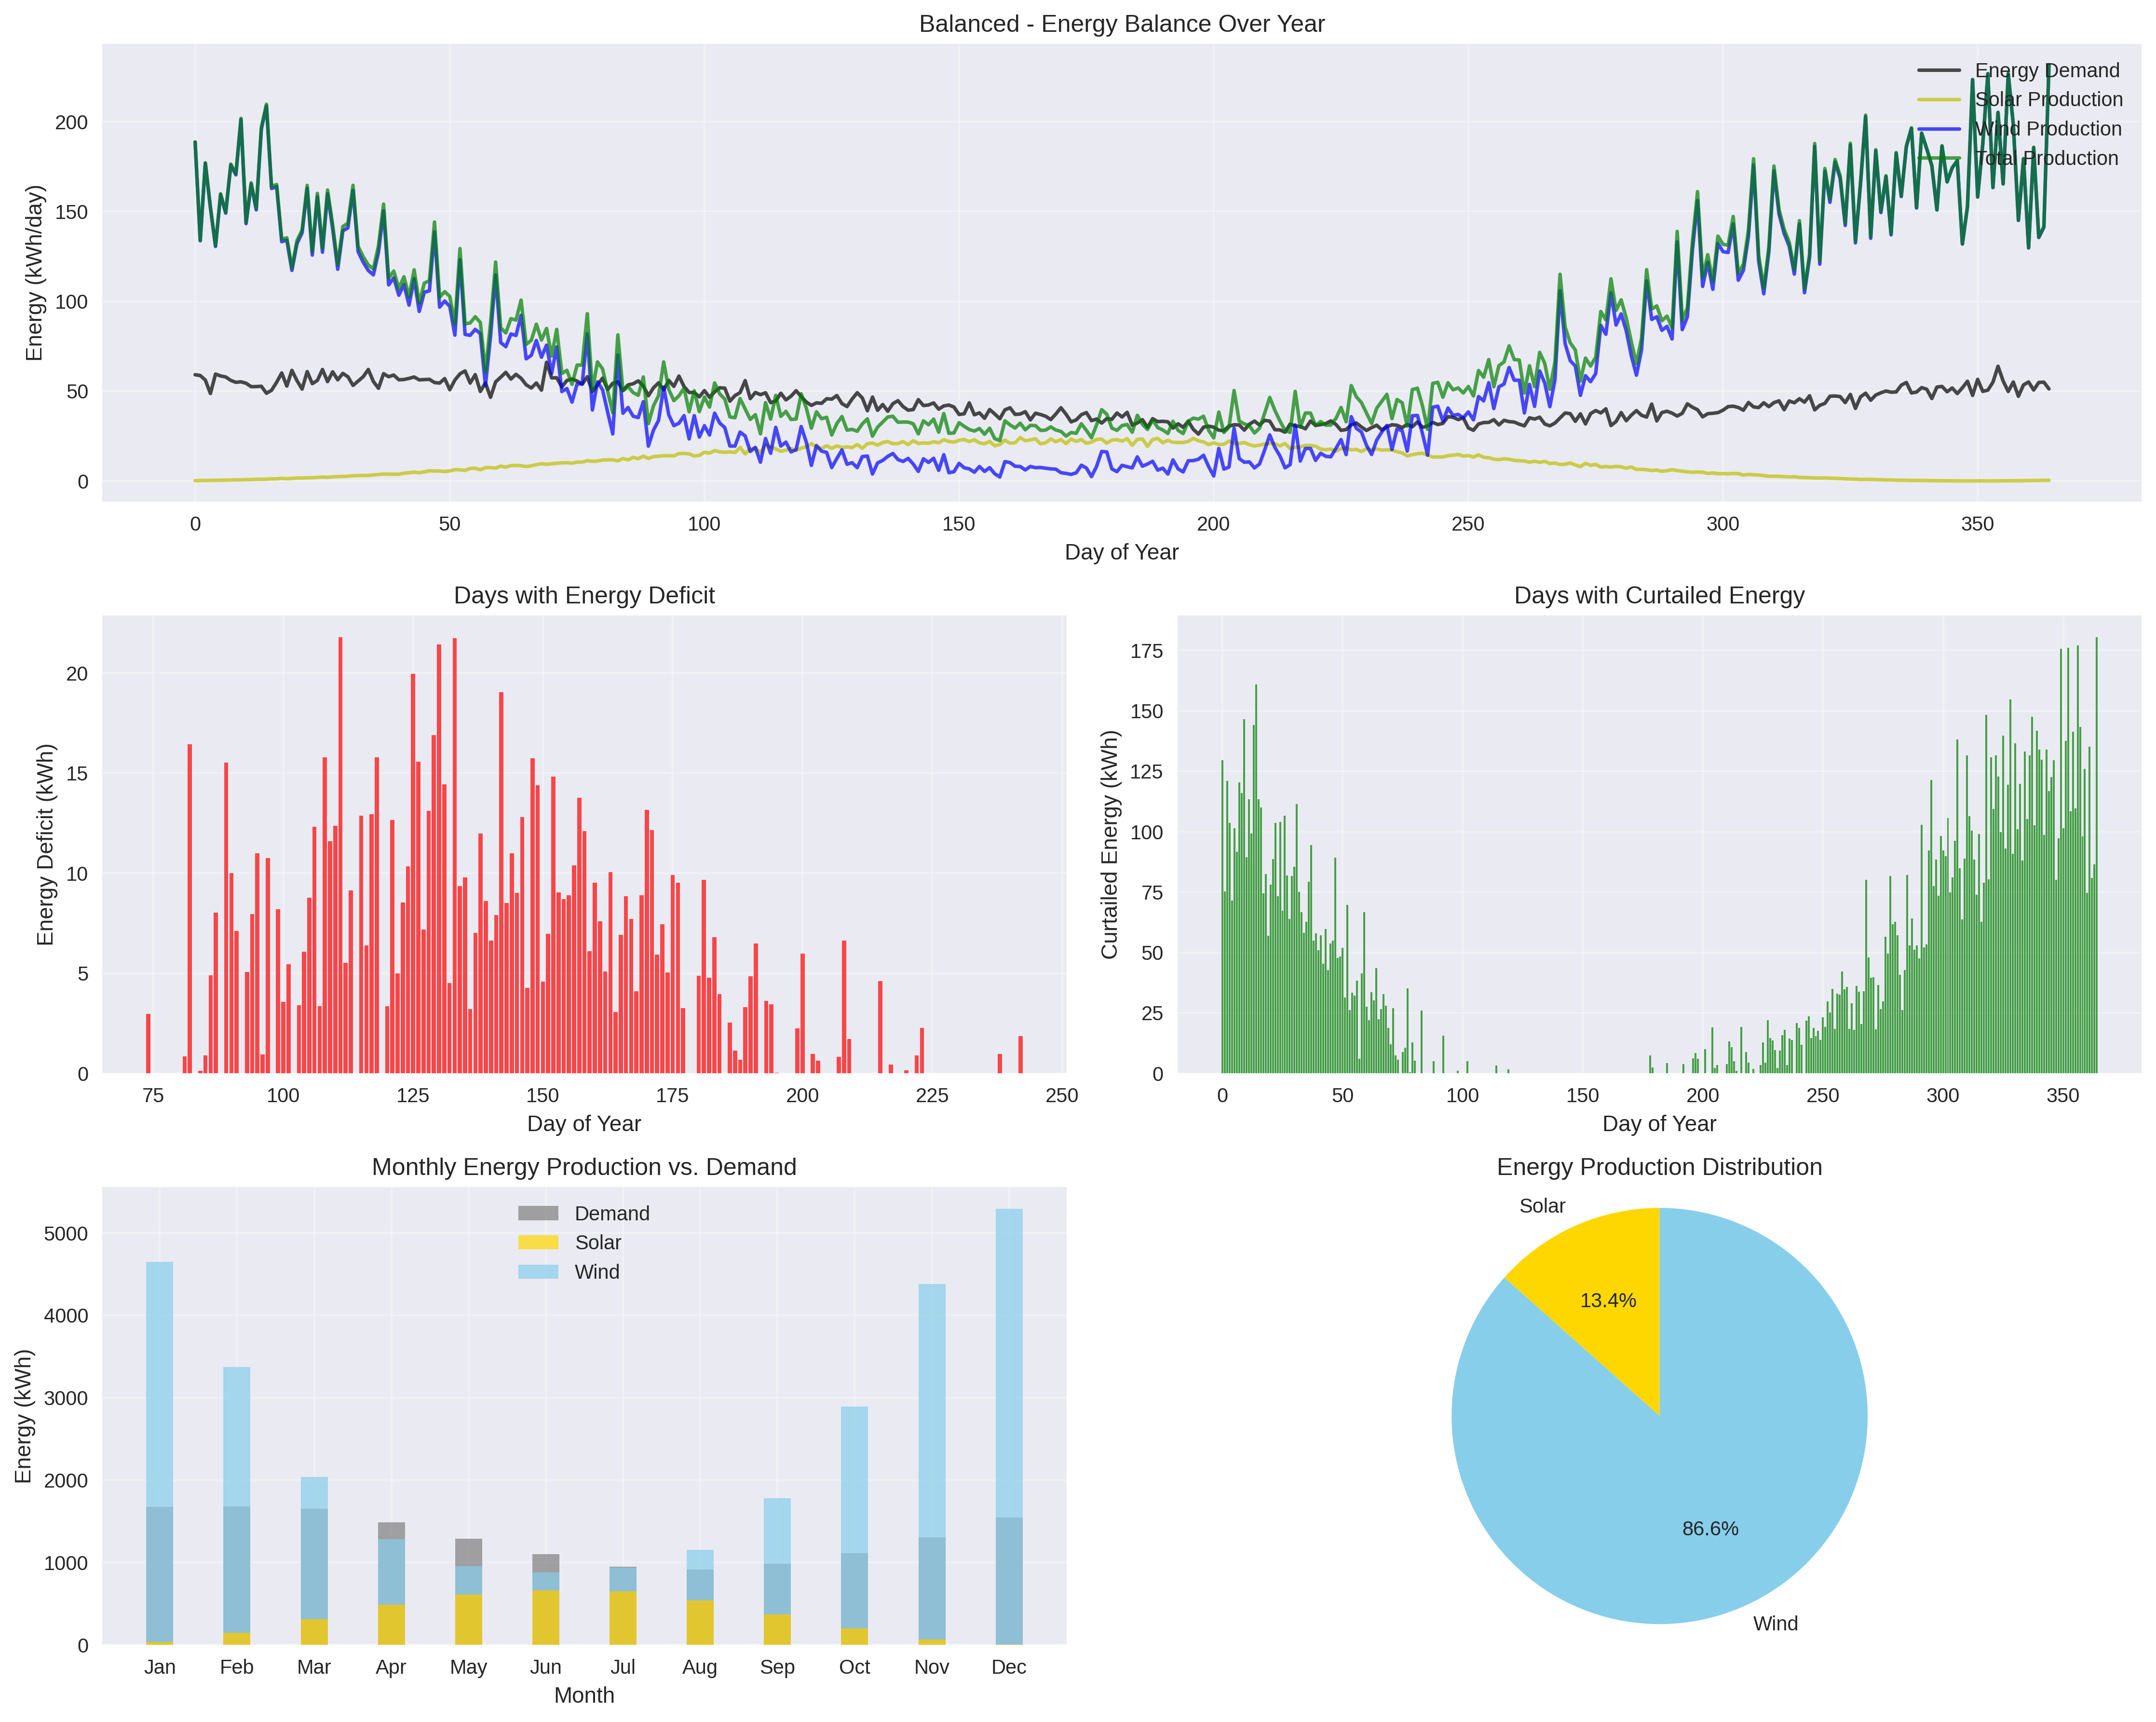 Balanced - Energy Balance Over Year
Energy (kWh/day)
200
150
100
50
0
Energy Demand
Solar Production
Wind Production
Total Production
0 50 100 150 200 250 300 350
Day of Year
Days with Energy Deficit
Energy Deficit (kWh)
20
15
10
5
0
75 100 125 150 175 200 225 250
Day of Year
Days with Curtailed Energy
Curtailed Energy (kWh)
175
150
125
100
75
50
25
0
0 50 100 150 200 250 300 350
Day of Year
Monthly Energy Production vs. Demand
Energy (kWh)
5000
4000
3000
2000
1000
0
Demand
Solar
Wind
Jan Feb Mar Apr May Jun Jul Aug Sep Oct Nov Dec
Month
Energy Production Distribution
Solar
13.4%
86.6%
Wind